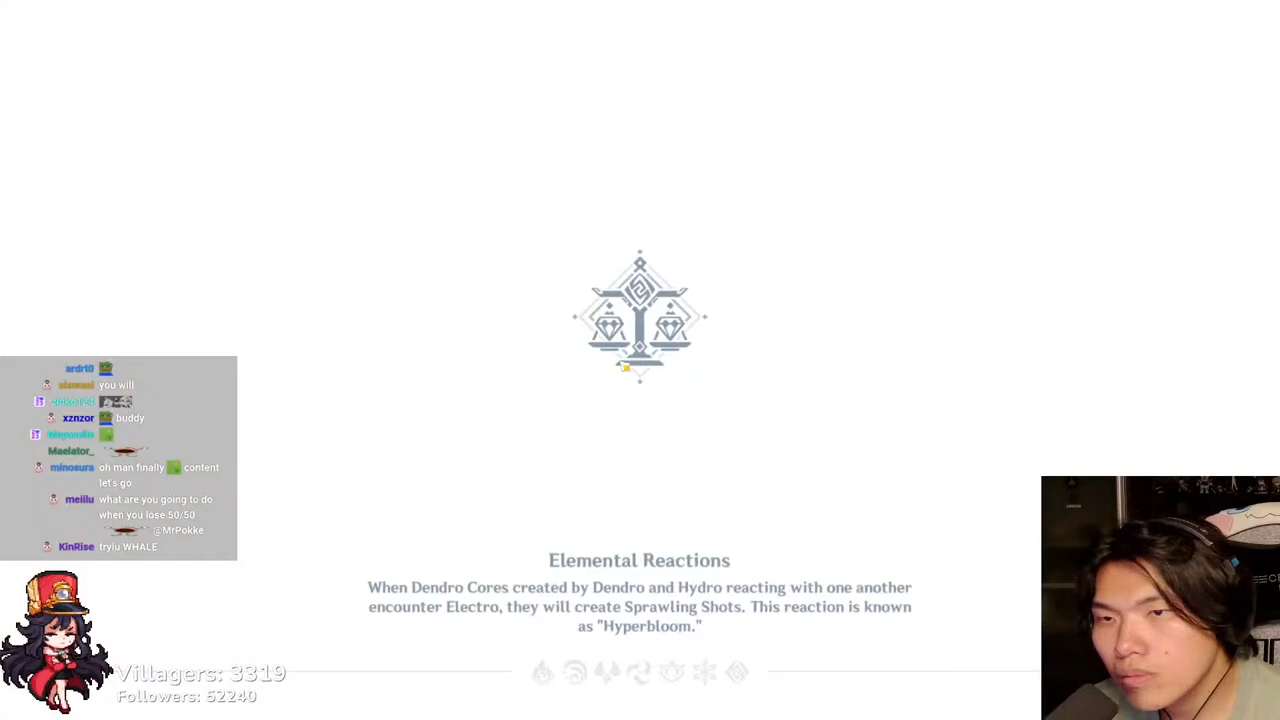 ardrt0
you will
zinko124
xznzor buddy
Maelator_
minosura oh man finally content
let's go
meiilu what are you going to do
when you lose 50/50
@MrPokke
KinRise trylu WHALE
Elemental Reactions
When Dendro Cores created by Dendro and Hydro reacting with one another
encounter Electro, they will create Sprawling Shots. This reaction is known
as "Hyperbloom."
Villagers: 3319
Followers: 52240